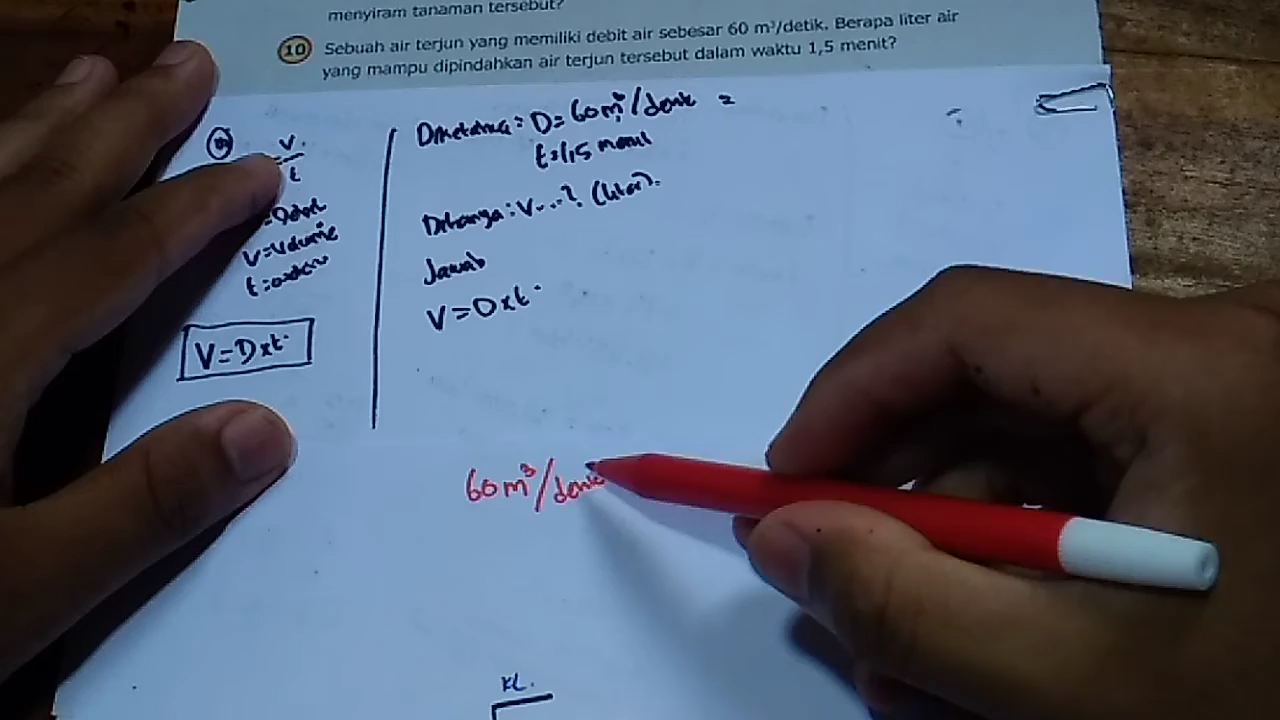 menyiram tanaman tersebut?
10 Sebuah air terjun yang memiliki debit air sebesar 60 m³/detik. Berapa liter air
yang mampu dipindahkan air terjun tersebut dalam waktu 1,5 menit?
V
t
V = Volume
V = D x t
Diketahui : D = 60 m³/detik =
t = 1,5 menit
Ditanya : V...? (liter).
Jawab
V = D x t
60 m³/detik
KL.